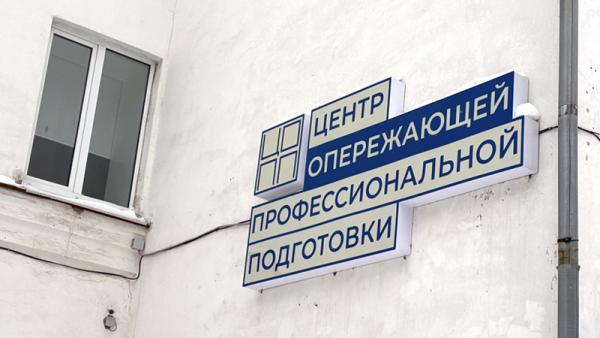 ЦЕНТР
ОПЕРЕЖАЮЩЕЙ
ПРОФЕССИОНАЛЬНОЙ
ПОДГОТОВКИ